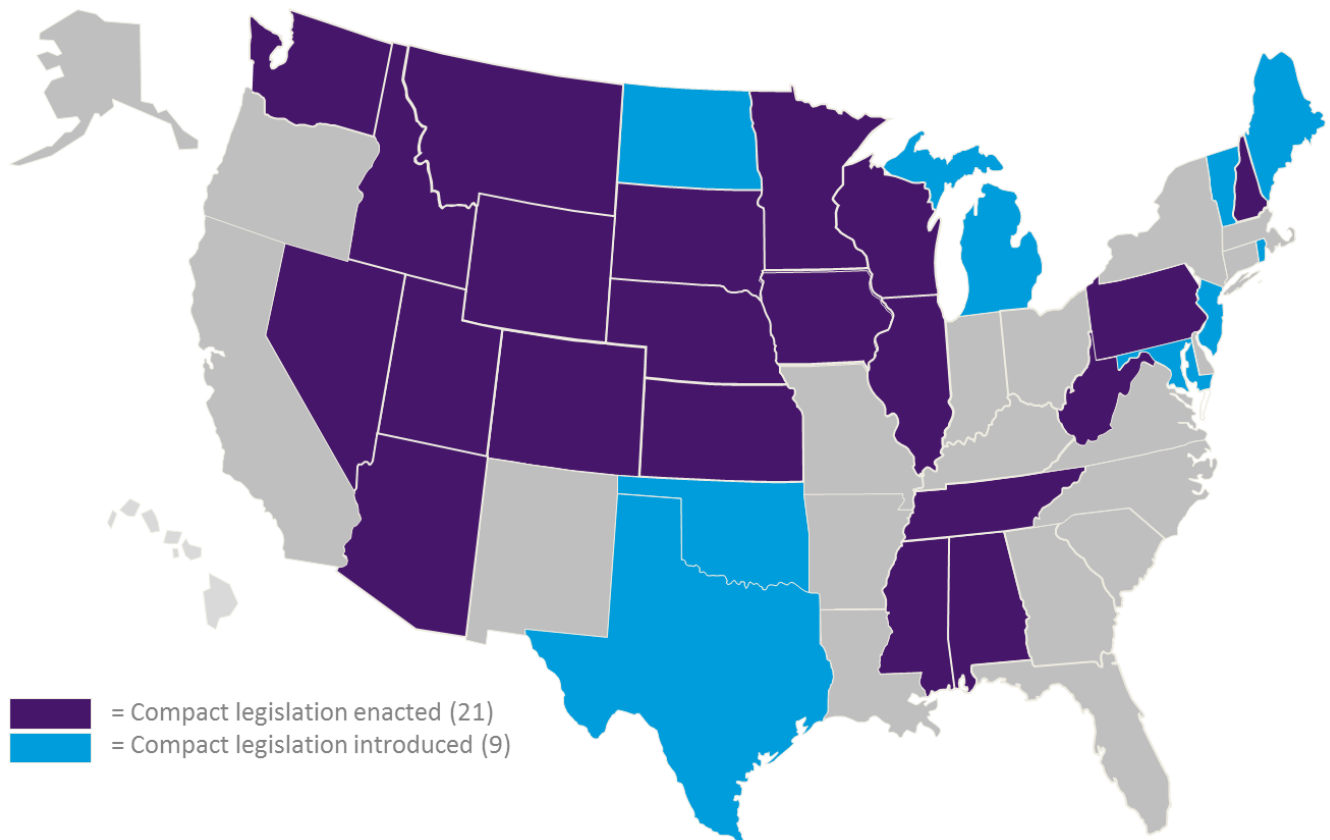 = Compact legislation enacted (21)
= Compact legislation introduced (9)